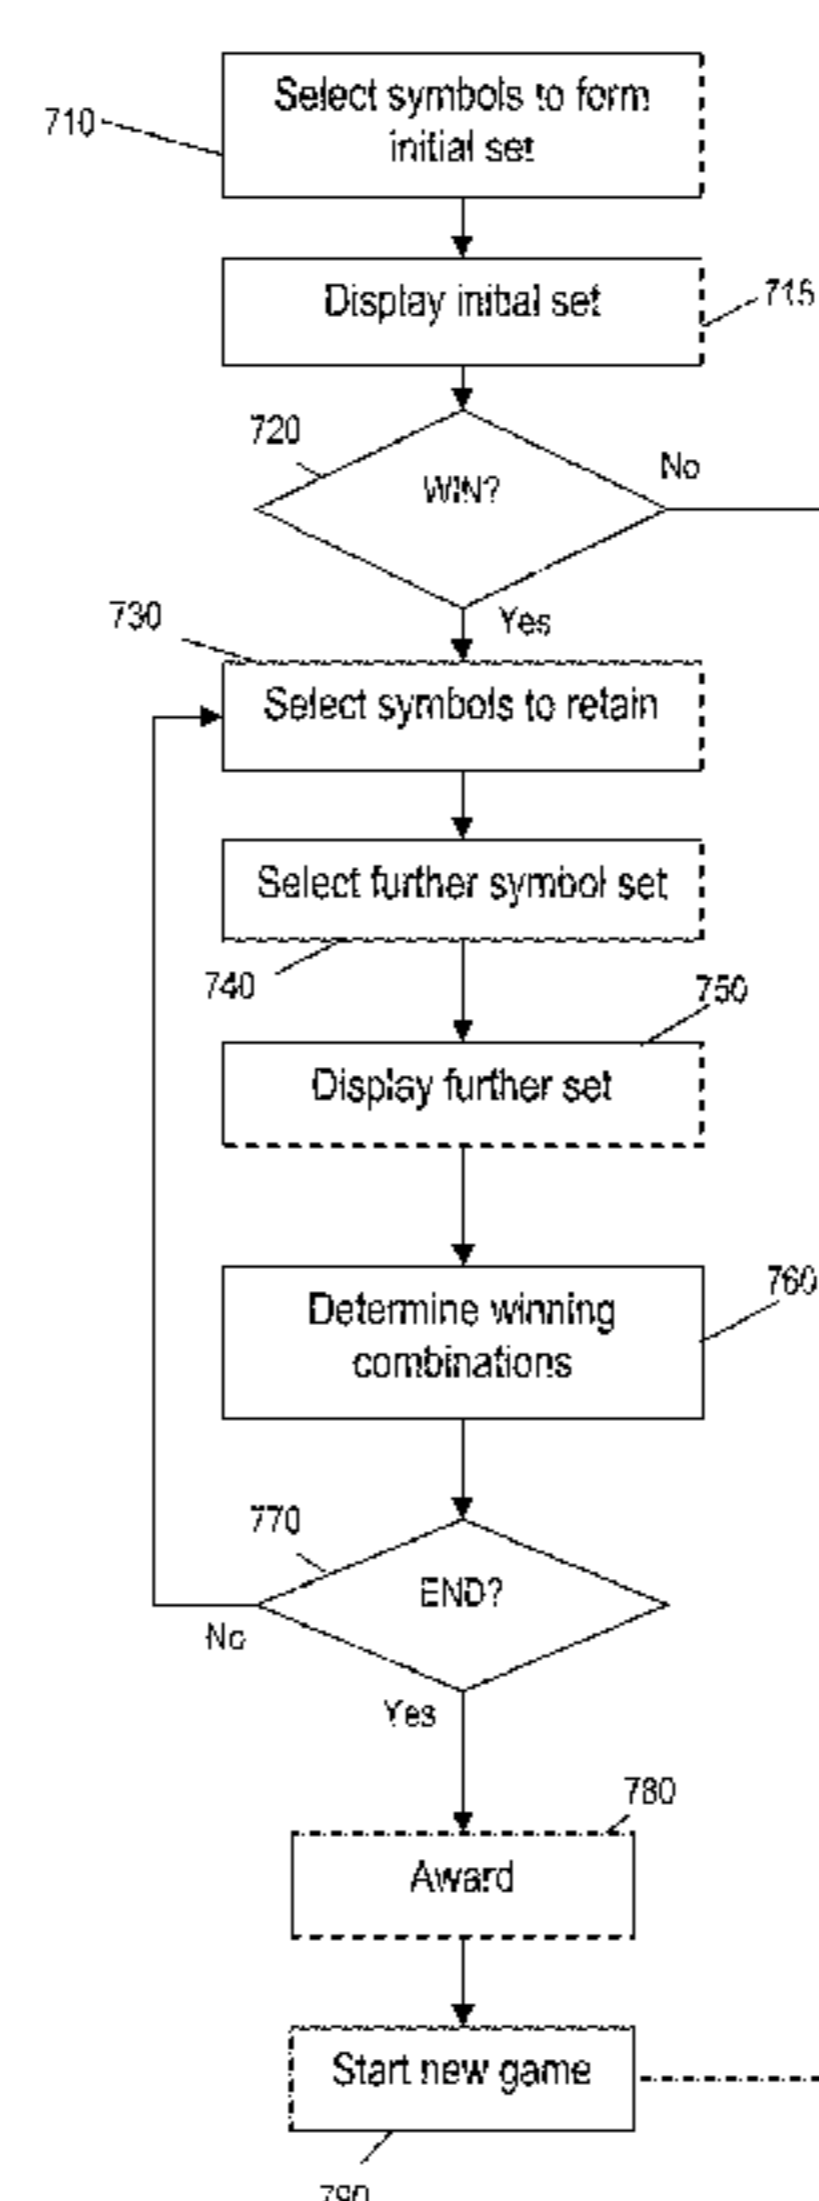 Select symbols to form
initial set
710
Display initial set
715
720
WIN?
No
Yes
730
Select symbols to retain
Select further symbol set
740
750
Display further set
760
Determine winning
combinations
770
END?
No
Yes
780
Award
Start new game
790